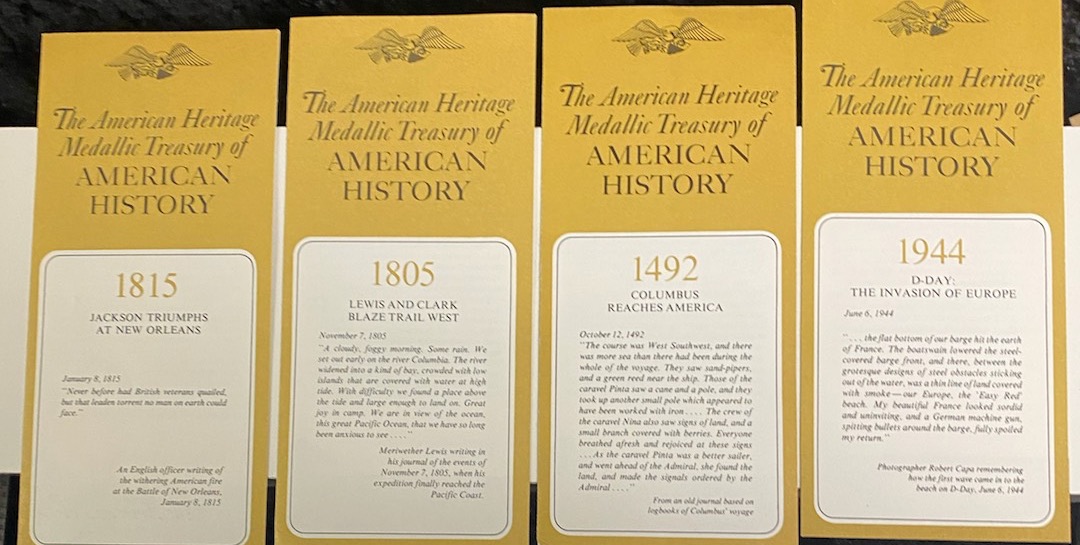 The American Heritage
Medallic Treasury of
AMERICAN
HISTORY
1815
JACKSON TRIUMPHS
AT NEW ORLEANS
January 8, 1815
"Never before had British veterans quailed,
but that leaden torrent no man on earth could
face."
An English officer writing of
the withering American fire
at the Battle of New Orleans,
January 8, 1815
The American Heritage
Medallic Treasury of
AMERICAN
HISTORY
1805
LEWIS AND CLARK
BLAZE TRAIL WEST
November 7, 1805
"A cloudy, foggy morning. Some rain. We
set out early on the river Columbia. The river
widened into a kind of bay, crowded with low
islands that are covered with water at high
tide. With difficulty we found a place above
the tide and large enough to land on. Great
joy in camp. We are in view of the ocean,
this great Pacific Ocean, that we have so long
been anxious to see . . . ."
Meriwether Lewis writing in
his journal of the events of
November 7, 1805, when his
expedition finally reached the
Pacific Coast.
The American Heritage
Medallic Treasury of
AMERICAN
HISTORY
1492
COLUMBUS
REACHES AMERICA
October 12, 1492
"The course was West Southwest, and there
was more sea than there had been during the
whole of the voyage. They saw sand-pipers,
and a green reed near the ship. Those of the
caravel Pinta saw a cane and a pole, and they
took up another small pole which appeared to
have been worked with iron . . . . The crew of
the caravel Nina also saw signs of land, and a
small branch covered with berries. Everyone
breathed afresh and rejoiced at these signs
. . . As the caravel Pinta was a better sailer,
and went ahead of the Admiral, she found the
land, and made the signals ordered by the
Admiral . . . ."
From an old journal based on
logbooks of Columbus' voyage
The American Heritage
Medallic Treasury of
AMERICAN
HISTORY
1944
D-DAY:
THE INVASION OF EUROPE
June 6, 1944
". . . the flat bottom of our barge hit the earth
of France. The boatswain lowered the steel-
covered barge front, and there, between the
grotesque designs of steel obstacles sticking
out of the water, was a thin line of land covered
with smoke—our Europe, the 'Easy Red'
beach. My beautiful France looked sordid
and uninviting, and a German machine gun,
spitting bullets around the barge, fully spoiled
my return."
Photographer Robert Capa remembering
how the first wave came in to the
beach on D-Day, June 6, 1944